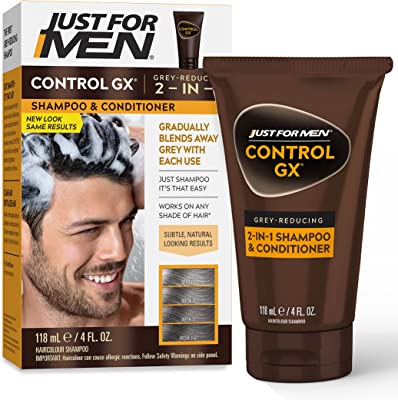 JUST FOR
MEN
CONTROL GX®
GREY-REDUCING
2-IN-
SHAMPOO & CONDITIONER
NEW LOOK
SAME RESULTS
GRADUALLY
BLENDS AWAY
GREY WITH
EACH USE
JUST SHAMPOO
IT'S THAT EASY
WORKS ON ANY
SHADE OF HAIR*
SUBTLE, NATURAL
LOOKING RESULTS
118 mL e / 4 FL. OZ.
HAIRCOLOUR SHAMPOO
IMPORTANT: Haircolour can cause allergic reactions. Follow Safety Warnings on side panel.
CONTROL
GX
JUST FOR MEN®
CONTROL
GX®
GREY-REDUCING
2-IN-1 SHAMPOO
& CONDITIONER
118 mL e / 4 FL. OZ.
HAIRCOLOUR SHAMPOO